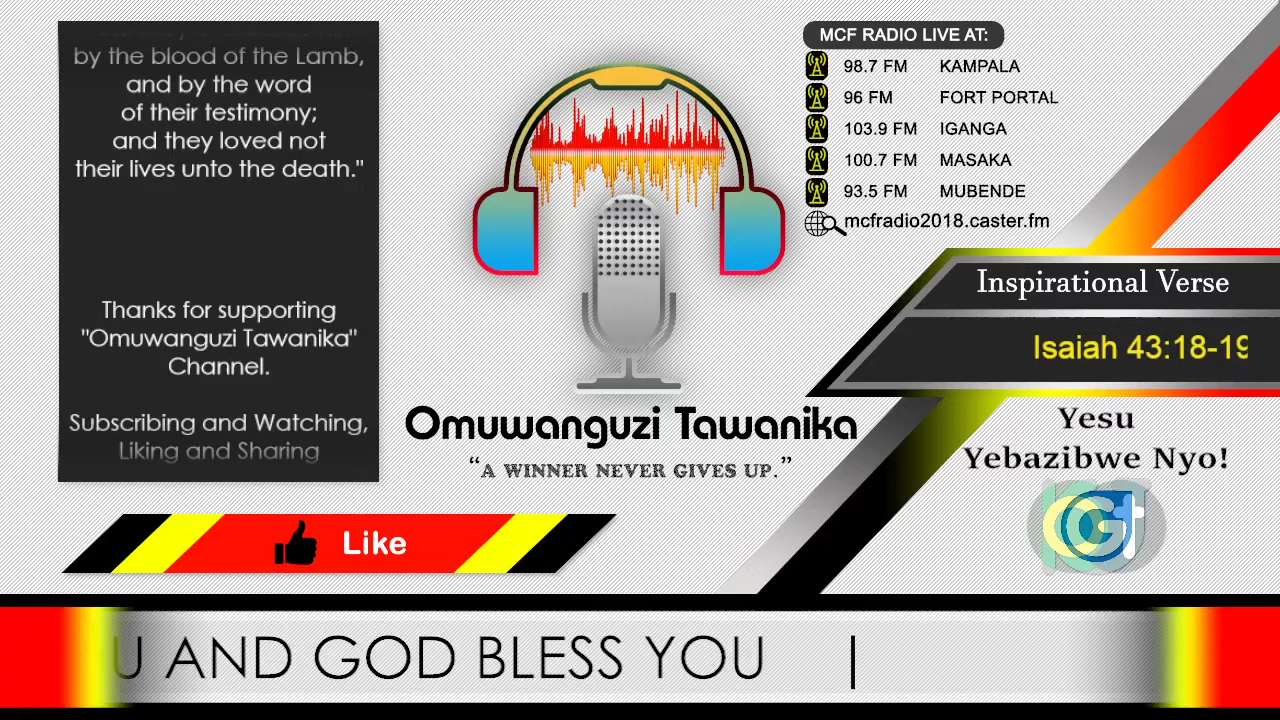 by the blood of the Lamb,
and by the word
of their testimony;
and they loved not
their lives unto the death."
Thanks for supporting
"Omuwanguzi Tawanika"
Channel.
Subscribing and Watching,
Liking and Sharing
Omuwanguzi Tawanika
“A WINNER NEVER GIVES UP.”
MCF RADIO LIVE AT:
98.7 FM KAMPALA
96 FM FORT PORTAL
103.9 FM IGANGA
100.7 FM MASAKA
93.5 FM MUBENDE
mcfradio2018.caster.fm
Inspirational Verse
Isaiah 43:18-19
Yesu
Yebazibwe Nyo!
Like
U AND GOD BLESS YOU |